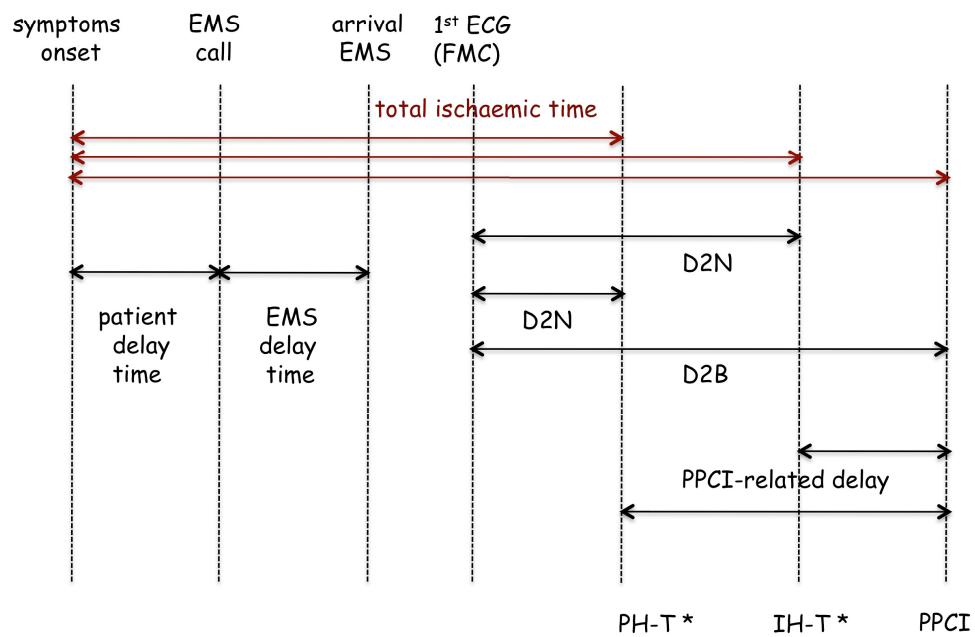 symptoms
onset
EMS
call
arrival
EMS
1st ECG
(FMC)
total ischaemic time
D2N
D2N
D2B
patient
delay
time
EMS
delay
time
PPCI-related delay
PH-T *
IH-T *
PPCI